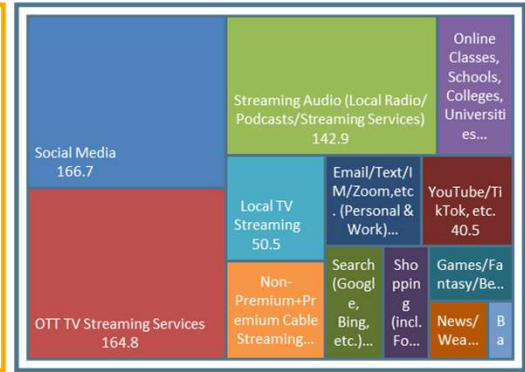 Social Media
166.7
OTT TV Streaming Services
164.8
Streaming Audio (Local Radio/
Podcasts/Streaming Services)
142.9
Online
Classes,
Schools,
Colleges,
Universiti
es...
Local TV
Streaming
50.5
Email/Text/I
M/Zoom,etc
. (Personal &
Work)...
YouTube/Ti
kTok, etc.
40.5
Non-
Premium+Pr
emium Cable
Streaming...
Search
(Googl
e,
Bing,
etc.)...
Sho
ppin
g
(incl.
Fo...
Games/Fa
ntasy/Be...
News/
Wea...
B
a